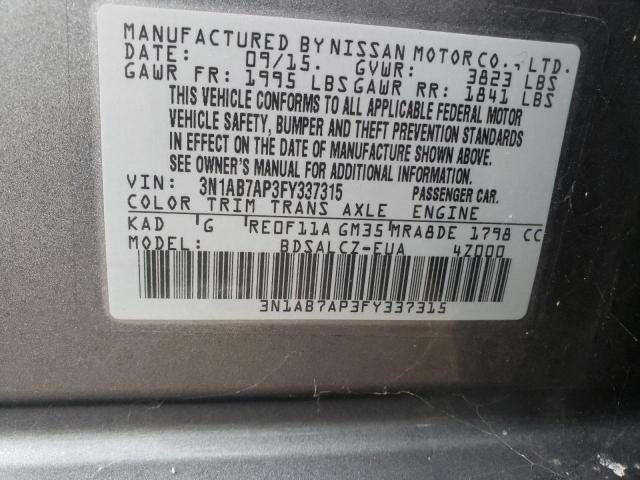 MANUFACTURED BY NISSAN MOTOR CO., LTD.
DATE: 09/15. GVWR: 3823 LBS
GAWR FR: 1995 LBS GAWR RR: 1841 LBS
THIS VEHICLE CONFORMS TO ALL APPLICABLE FEDERAL MOTOR
VEHICLE SAFETY, BUMPER AND THEFT PREVENTION STANDARDS
IN EFFECT ON THE DATE OF MANUFACTURE SHOWN ABOVE.
SEE OWNER'S MANUAL FOR ADDITIONAL INFORMATION.
VIN: 3N1AB7AP3FY337315 PASSENGER CAR.
COLOR TRIM TRANS AXLE ENGINE
KAD G RE0F11A GM35 MRA8DE 1798 CC
MODEL: BDSALCZ-EUA 4Z000
3N1AB7AP3FY337315